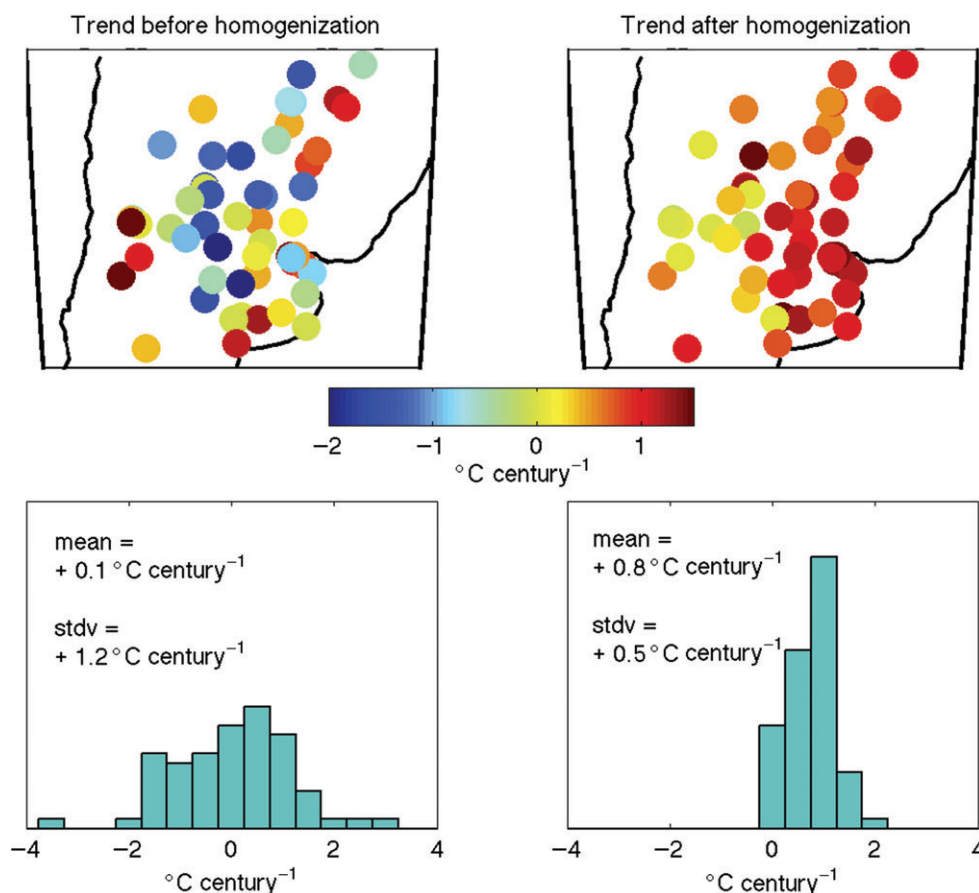 Trend before homogenization
Trend after homogenization
−2 −1 0 1
°C century⁻¹
mean =
+ 0.1 °C century⁻¹
stdv =
+ 1.2 °C century⁻¹
−4 −2 0 2 4
°C century⁻¹
mean =
+ 0.8 °C century⁻¹
stdv =
+ 0.5 °C century⁻¹
−4 −2 0 2 4
°C century⁻¹